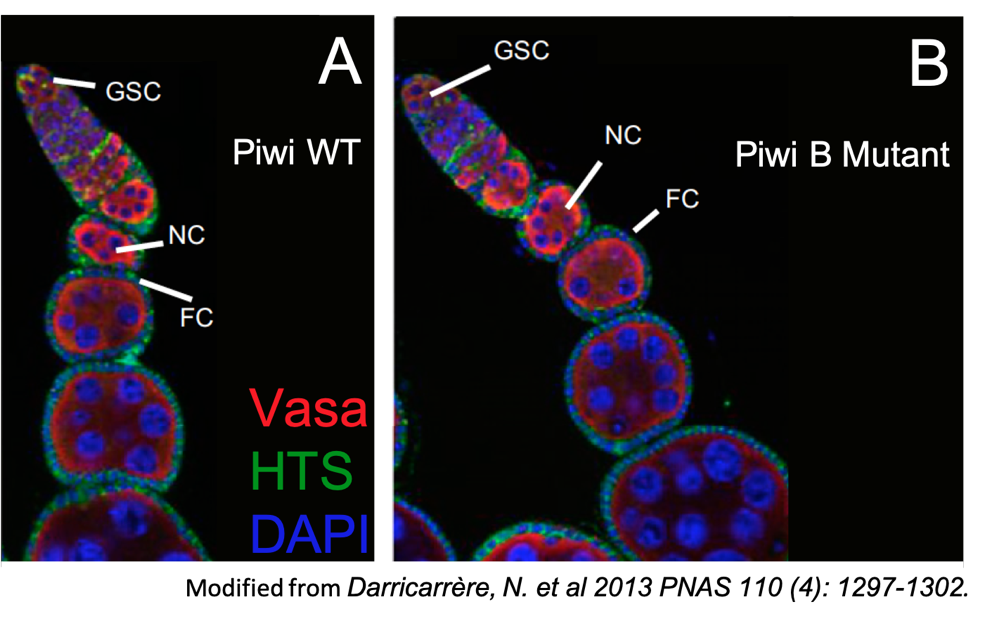 A
GSC
Piwi WT
NC
FC
Vasa
HTS
DAPI
B
GSC
NC
Piwi B Mutant
FC
Modified from Darricarrère, N. et al 2013 PNAS 110 (4): 1297-1302.